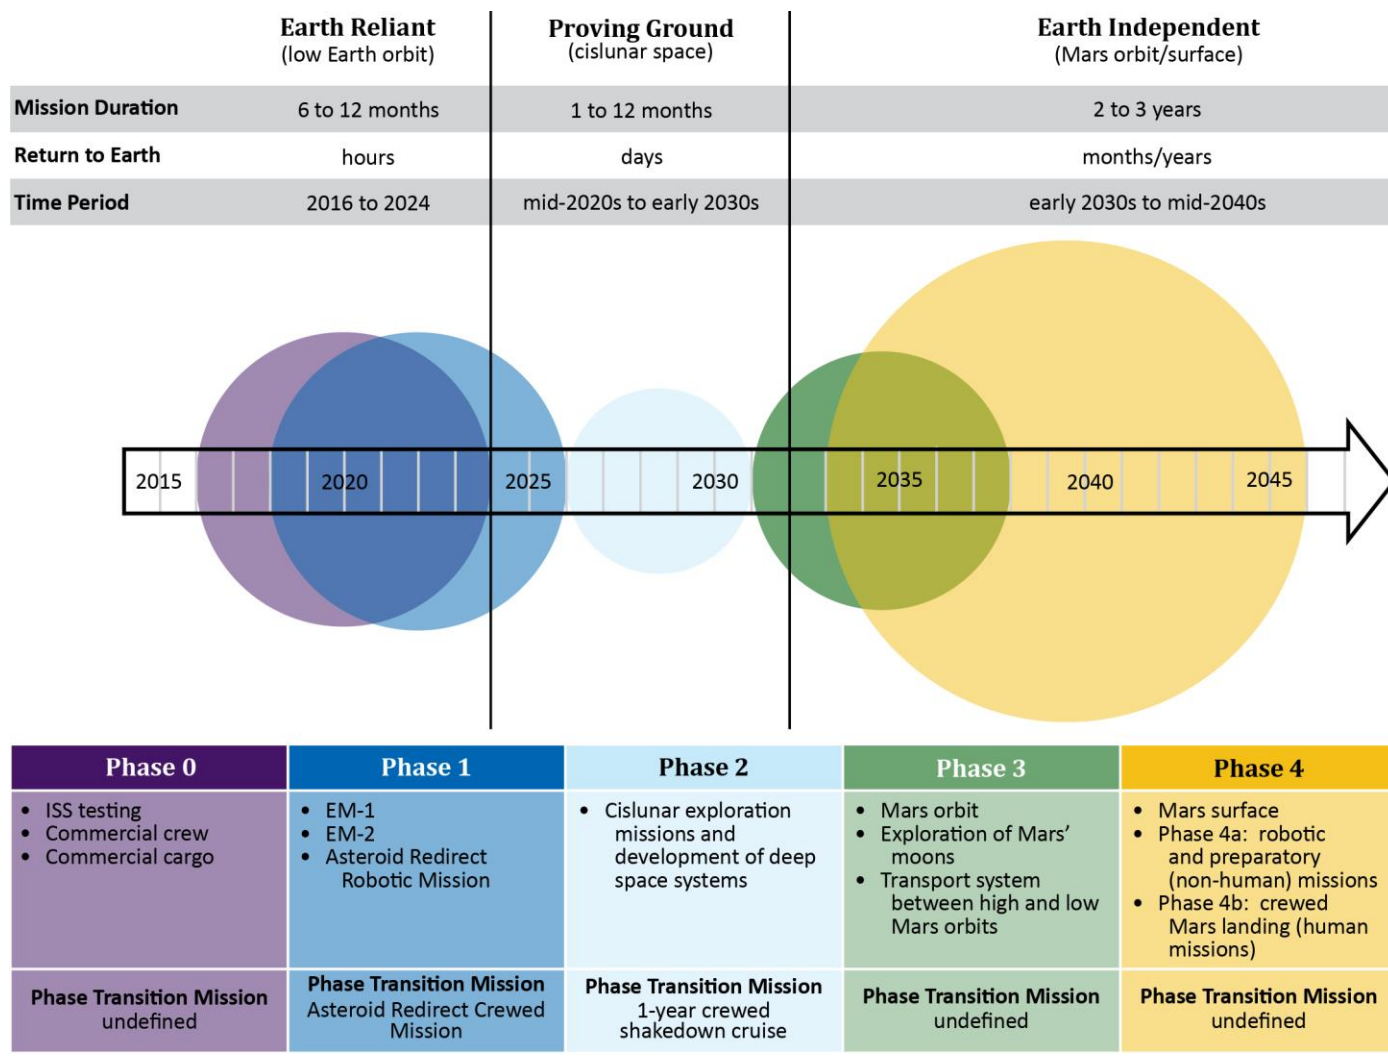 Earth Reliant
(low Earth orbit)
Proving Ground
(cislunar space)
Earth Independent
(Mars orbit/surface)
Mission Duration
6 to 12 months
1 to 12 months
2 to 3 years
Return to Earth
hours
days
months/years
Time Period
2016 to 2024
mid-2020s to early 2030s
early 2030s to mid-2040s
2015
2020
2025
2030
2035
2040
2045
Phase 0
• ISS testing
• Commercial crew
• Commercial cargo
Phase Transition Mission
undefined
Phase 1
• EM-1
• EM-2
• Asteroid Redirect
Robotic Mission
Phase Transition Mission
Asteroid Redirect Crewed
Mission
Phase 2
• Cislunar exploration
missions and
development of deep
space systems
Phase Transition Mission
1-year crewed
shakedown cruise
Phase 3
• Mars orbit
• Exploration of Mars’
moons
• Transport system
between high and low
Mars orbits
Phase Transition Mission
undefined
Phase 4
• Mars surface
• Phase 4a: robotic
and preparatory
(non-human) missions
• Phase 4b: crewed
Mars landing (human
missions)
Phase Transition Mission
undefined